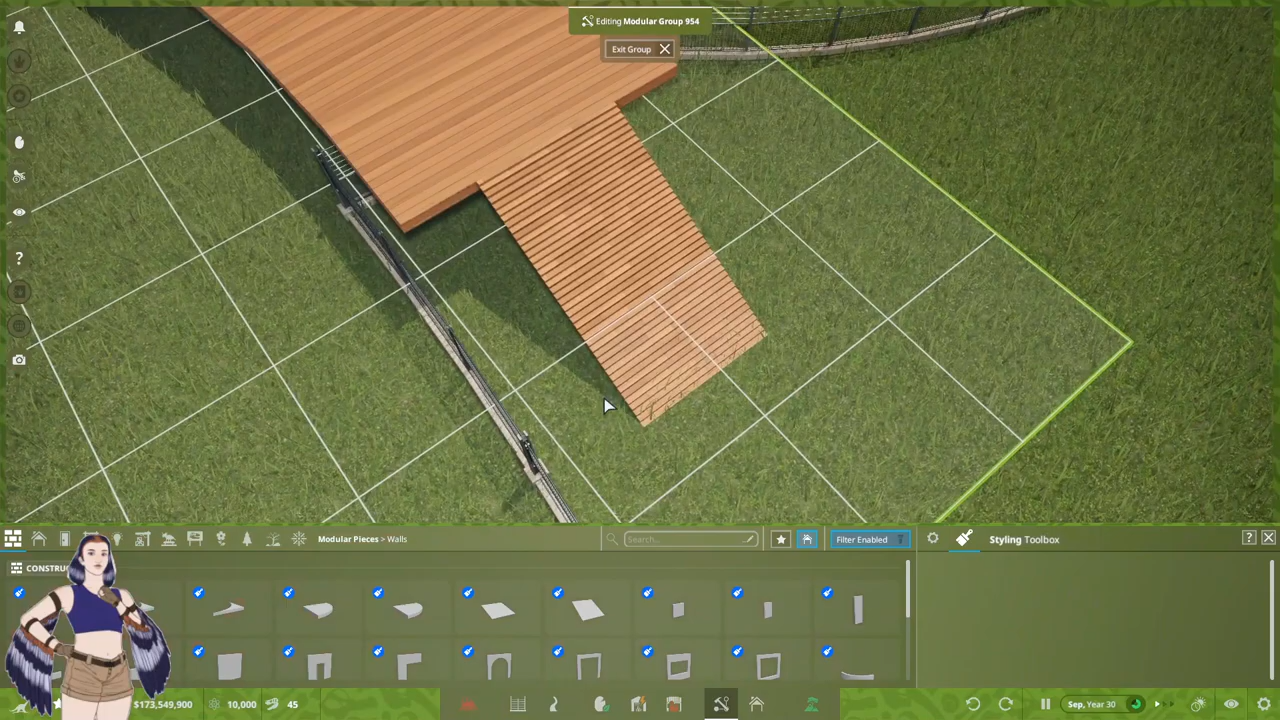 Editing Modular Group 954
Exit Group
?
Modular Pieces > Walls
Search...
Filter Enabled
Styling Toolbox
?
CONSTRUC
$173,549,900
10,000
45
Sep, Year 30